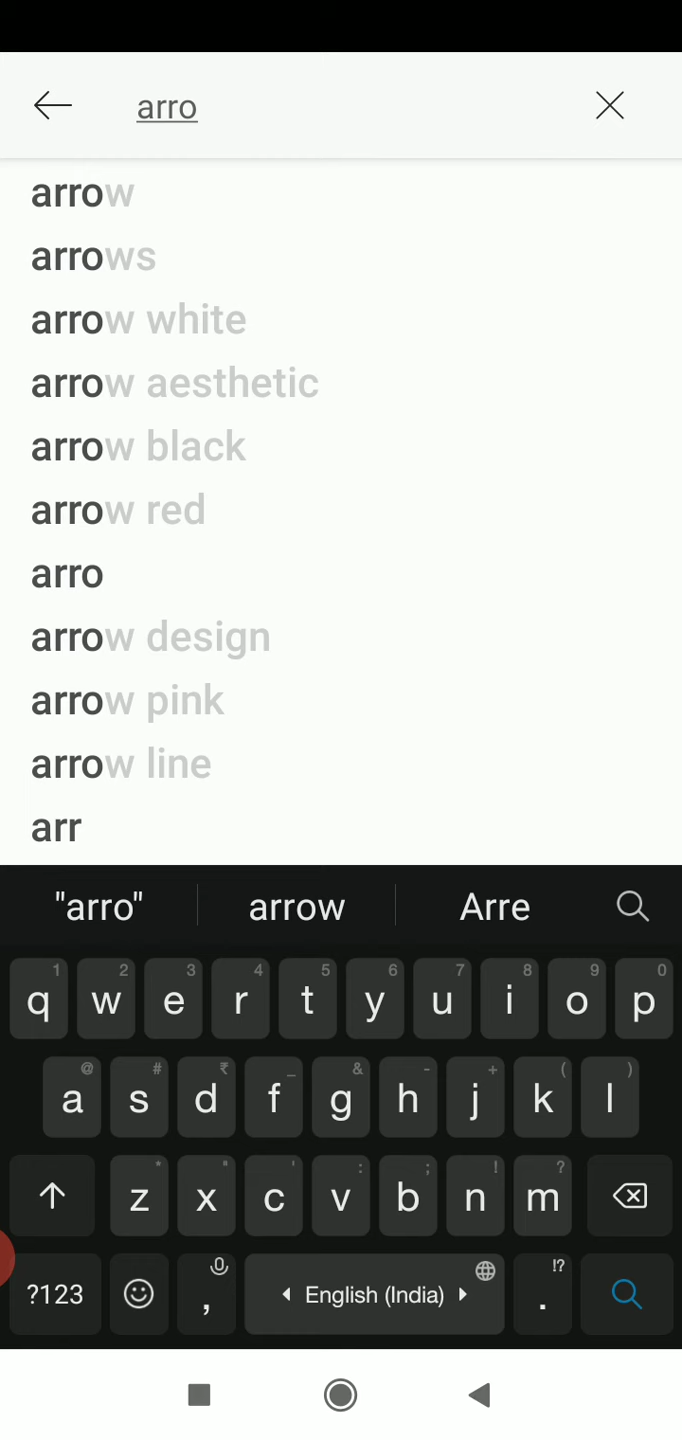 arro
arrow
arrows
arrow white
arrow aesthetic
arrow black
arrow red
arro
arrow design
arrow pink
arrow line
arr
"arro" arrow Arre
1 2 3 4 5 6 7 8 9 0
q w e r t y u i o p
@ # ₹ _ & - + ( )
a s d f g h j k l
* " ' : ; ! ?
z x c v b n m
!?
?123 , English (India) .